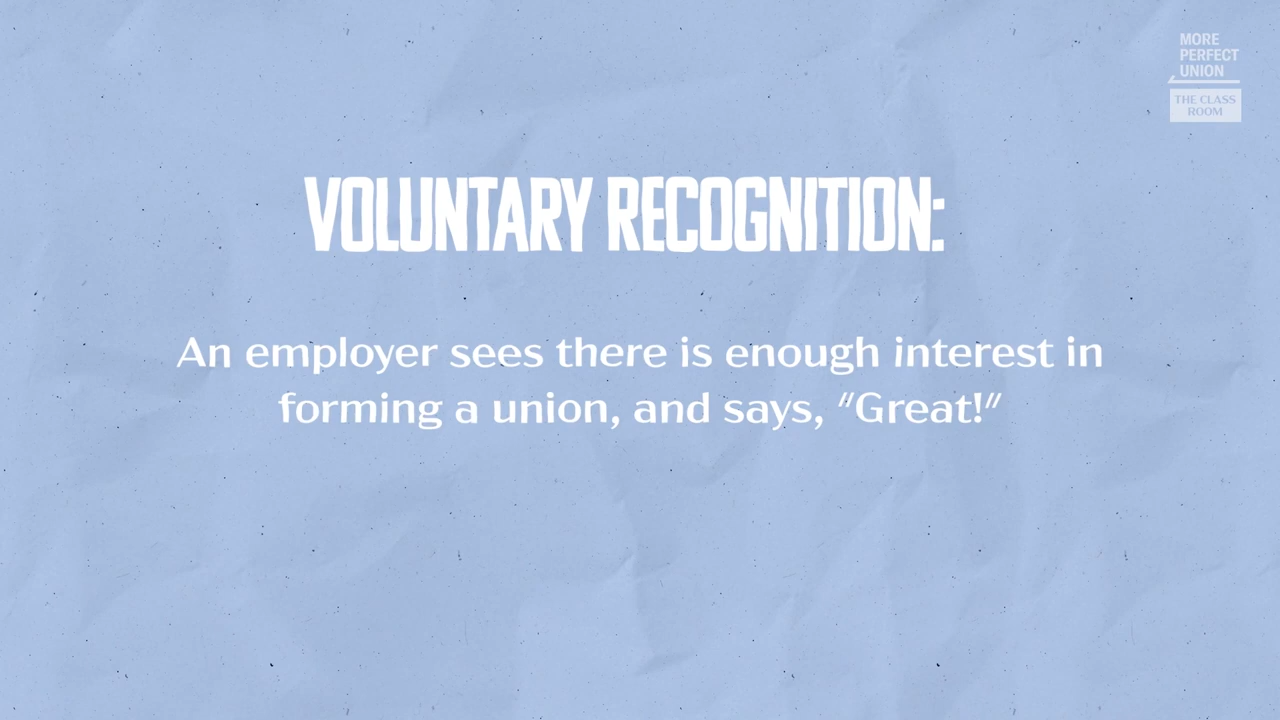 MORE
PERFECT
UNION
THE CLASS
ROOM
VOLUNTARY RECOGNITION:
An employer sees there is enough interest in
forming a union, and says, "Great!"